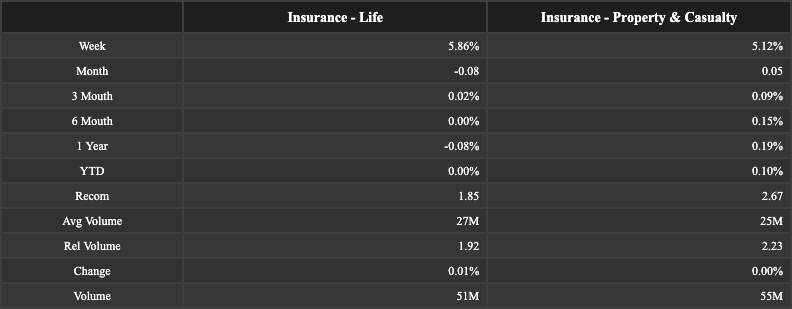 Insurance - Life Insurance - Property & Casualty
Week 5.86% 5.12%
Month -0.08 0.05
3 Mouth 0.02% 0.09%
6 Mouth 0.00% 0.15%
1 Year -0.08% 0.19%
YTD 0.00% 0.10%
Recom 1.85 2.67
Avg Volume 27M 25M
Rel Volume 1.92 2.23
Change 0.01% 0.00%
Volume 51M 55M